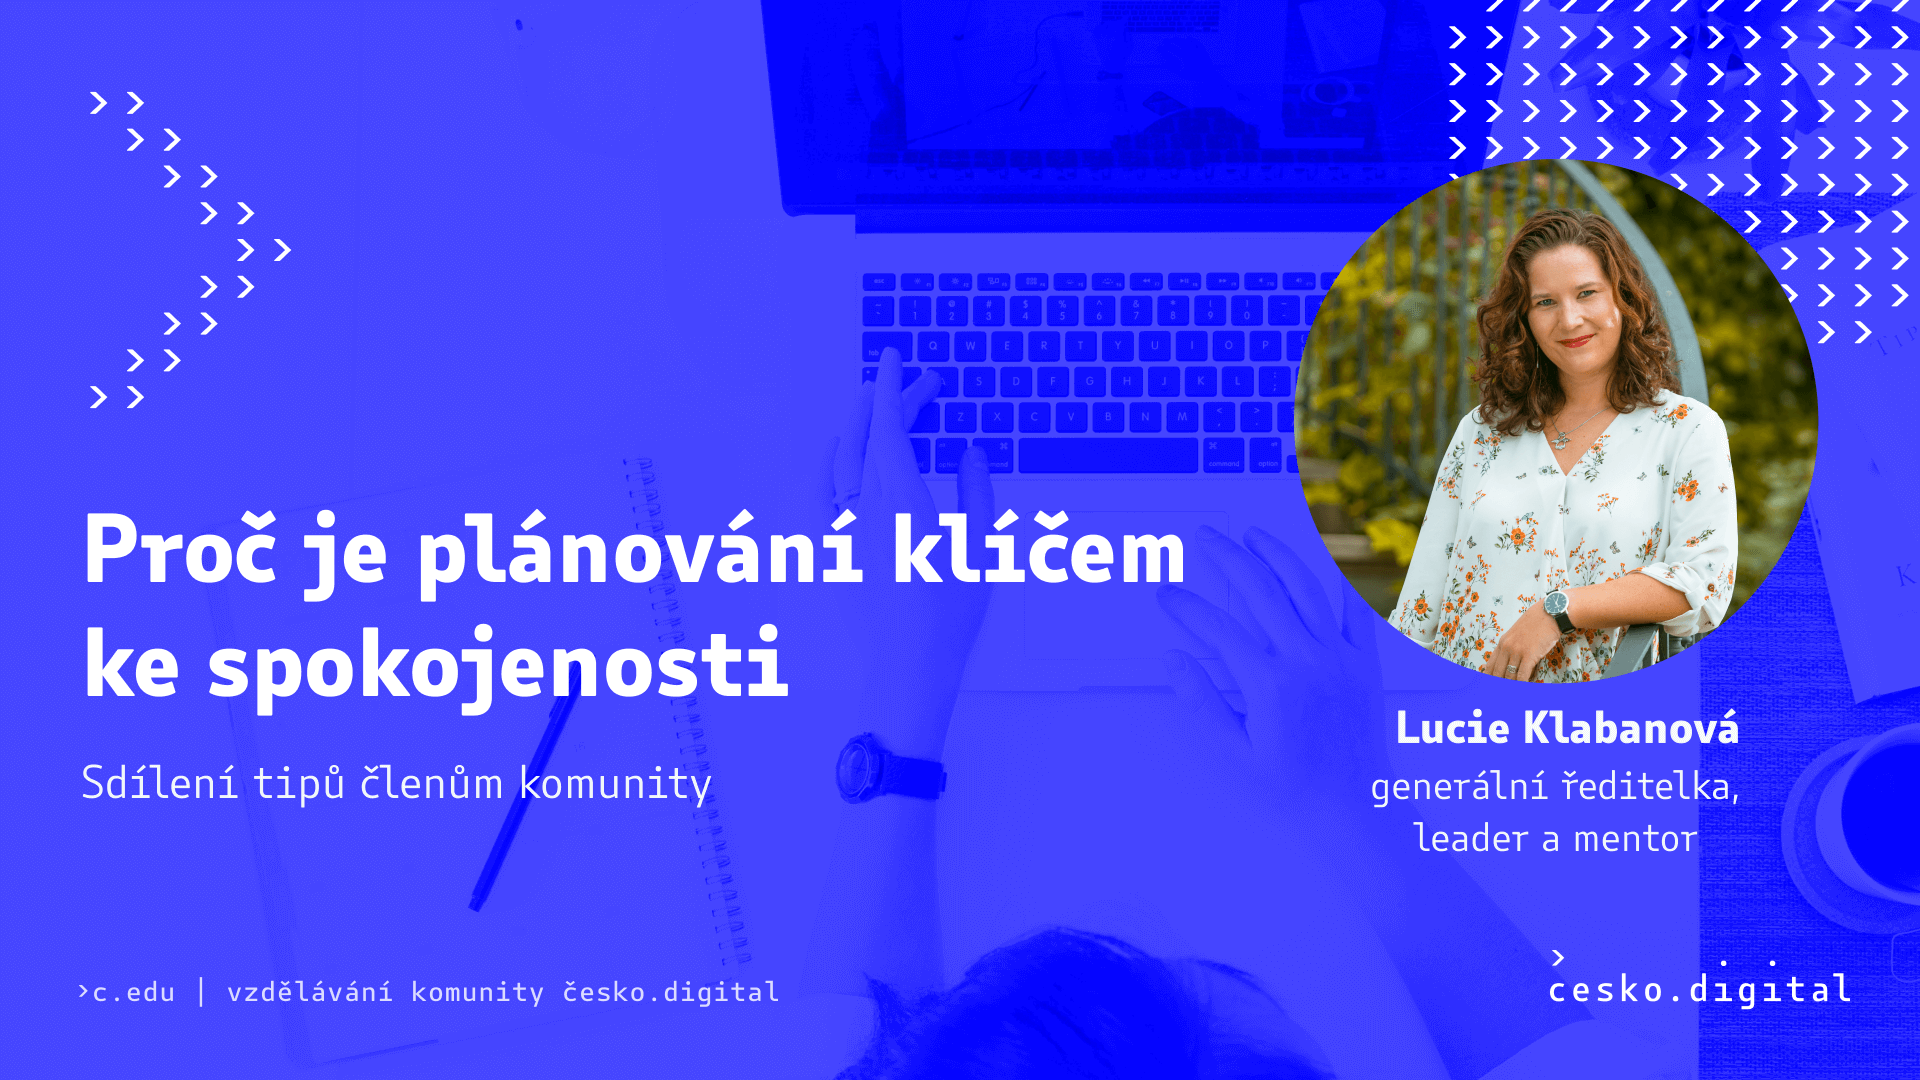 Proč je plánování klíčem
ke spokojenosti
Sdílení tipů členům komunity
Lucie Klabanová
generální ředitelka,
leader a mentor
>c.edu | vzdělávání komunity česko.digital
cesko.digital